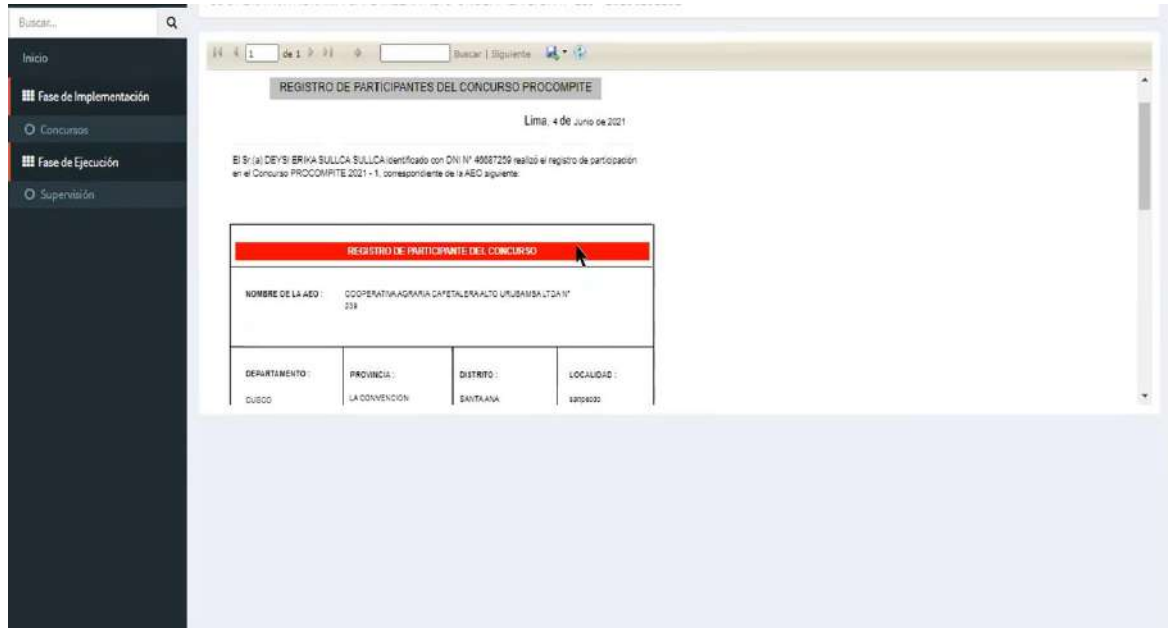 Buscar...
Inicio
Fase de Implementación
Concursos
Fase de Ejecución
Supervisión
1 de 1 Buscar | Siguiente
REGISTRO DE PARTICIPANTES DEL CONCURSO PROCOMPITE
Lima, 4 de Junio de 2021
El Sr.(a) DEYSI ERIKA SULLCA SULLCA identificado con DNI N° 46687259 realizó el registro de participación
en el Concurso PROCOMPITE 2021 - 1, correspondiente de la AEO siguiente:
REGISTRO DE PARTICIPANTE DEL CONCURSO
NOMBRE DE LA AEO : COOPERATIVA AGRARIA CAFETALERA ALTO URUBAMBA LTDA N°
239
DEPARTAMENTO : PROVINCIA : DISTRITO : LOCALIDAD :
CUSCO LA CONVENCION SANTA ANA